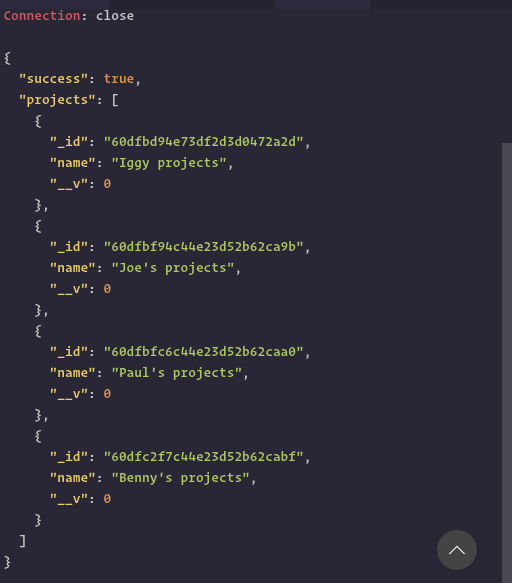 Connection: close
{
"success": true,
"projects": [
{
"_id": "60dfbd94e73df2d3d0472a2d",
"name": "Iggy projects",
"__v": 0
},
{
"_id": "60dfbf94c44e23d52b62ca9b",
"name": "Joe's projects",
"__v": 0
},
{
"_id": "60dfbfc6c44e23d52b62caa0",
"name": "Paul's projects",
"__v": 0
},
{
"_id": "60dfc2f7c44e23d52b62cabf",
"name": "Benny's projects",
"__v": 0
}
]
}